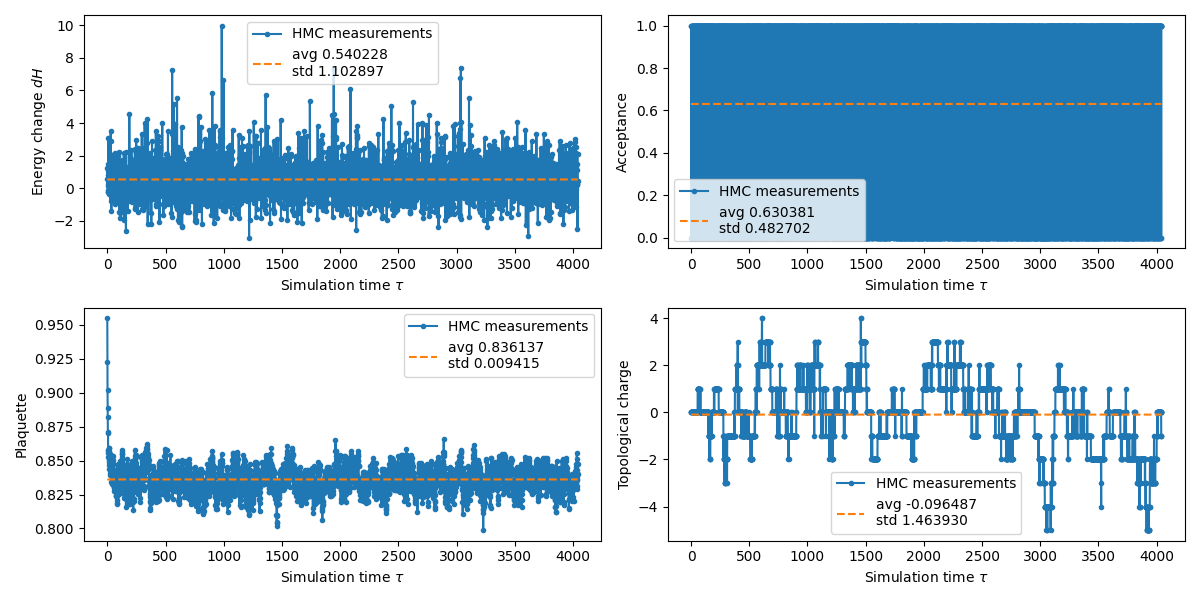 10
8
6
4
2
0
−2
Energy change dH
HMC measurements
avg 0.540228
std 1.102897
0 500 1000 1500 2000 2500 3000 3500 4000
Simulation time τ
1.0
0.8
0.6
0.4
0.2
0.0
Acceptance
HMC measurements
avg 0.630381
std 0.482702
0 500 1000 1500 2000 2500 3000 3500 4000
Simulation time τ
0.950
0.925
0.900
0.875
0.850
0.825
0.800
Plaquette
HMC measurements
avg 0.836137
std 0.009415
0 500 1000 1500 2000 2500 3000 3500 4000
Simulation time τ
4
2
0
−2
−4
Topological charge
HMC measurements
avg -0.096487
std 1.463930
0 500 1000 1500 2000 2500 3000 3500 4000
Simulation time τ